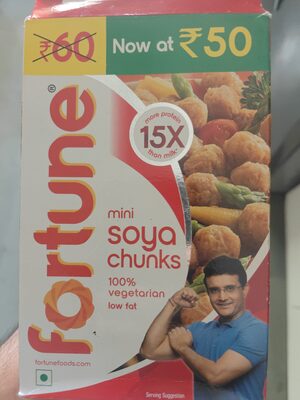 ₹60 Now at ₹50
fortune®
more protein
15X
than milk*
mini
soya
chunks
100%
vegetarian
low fat
fortunefoods.com
Serving Suggestion